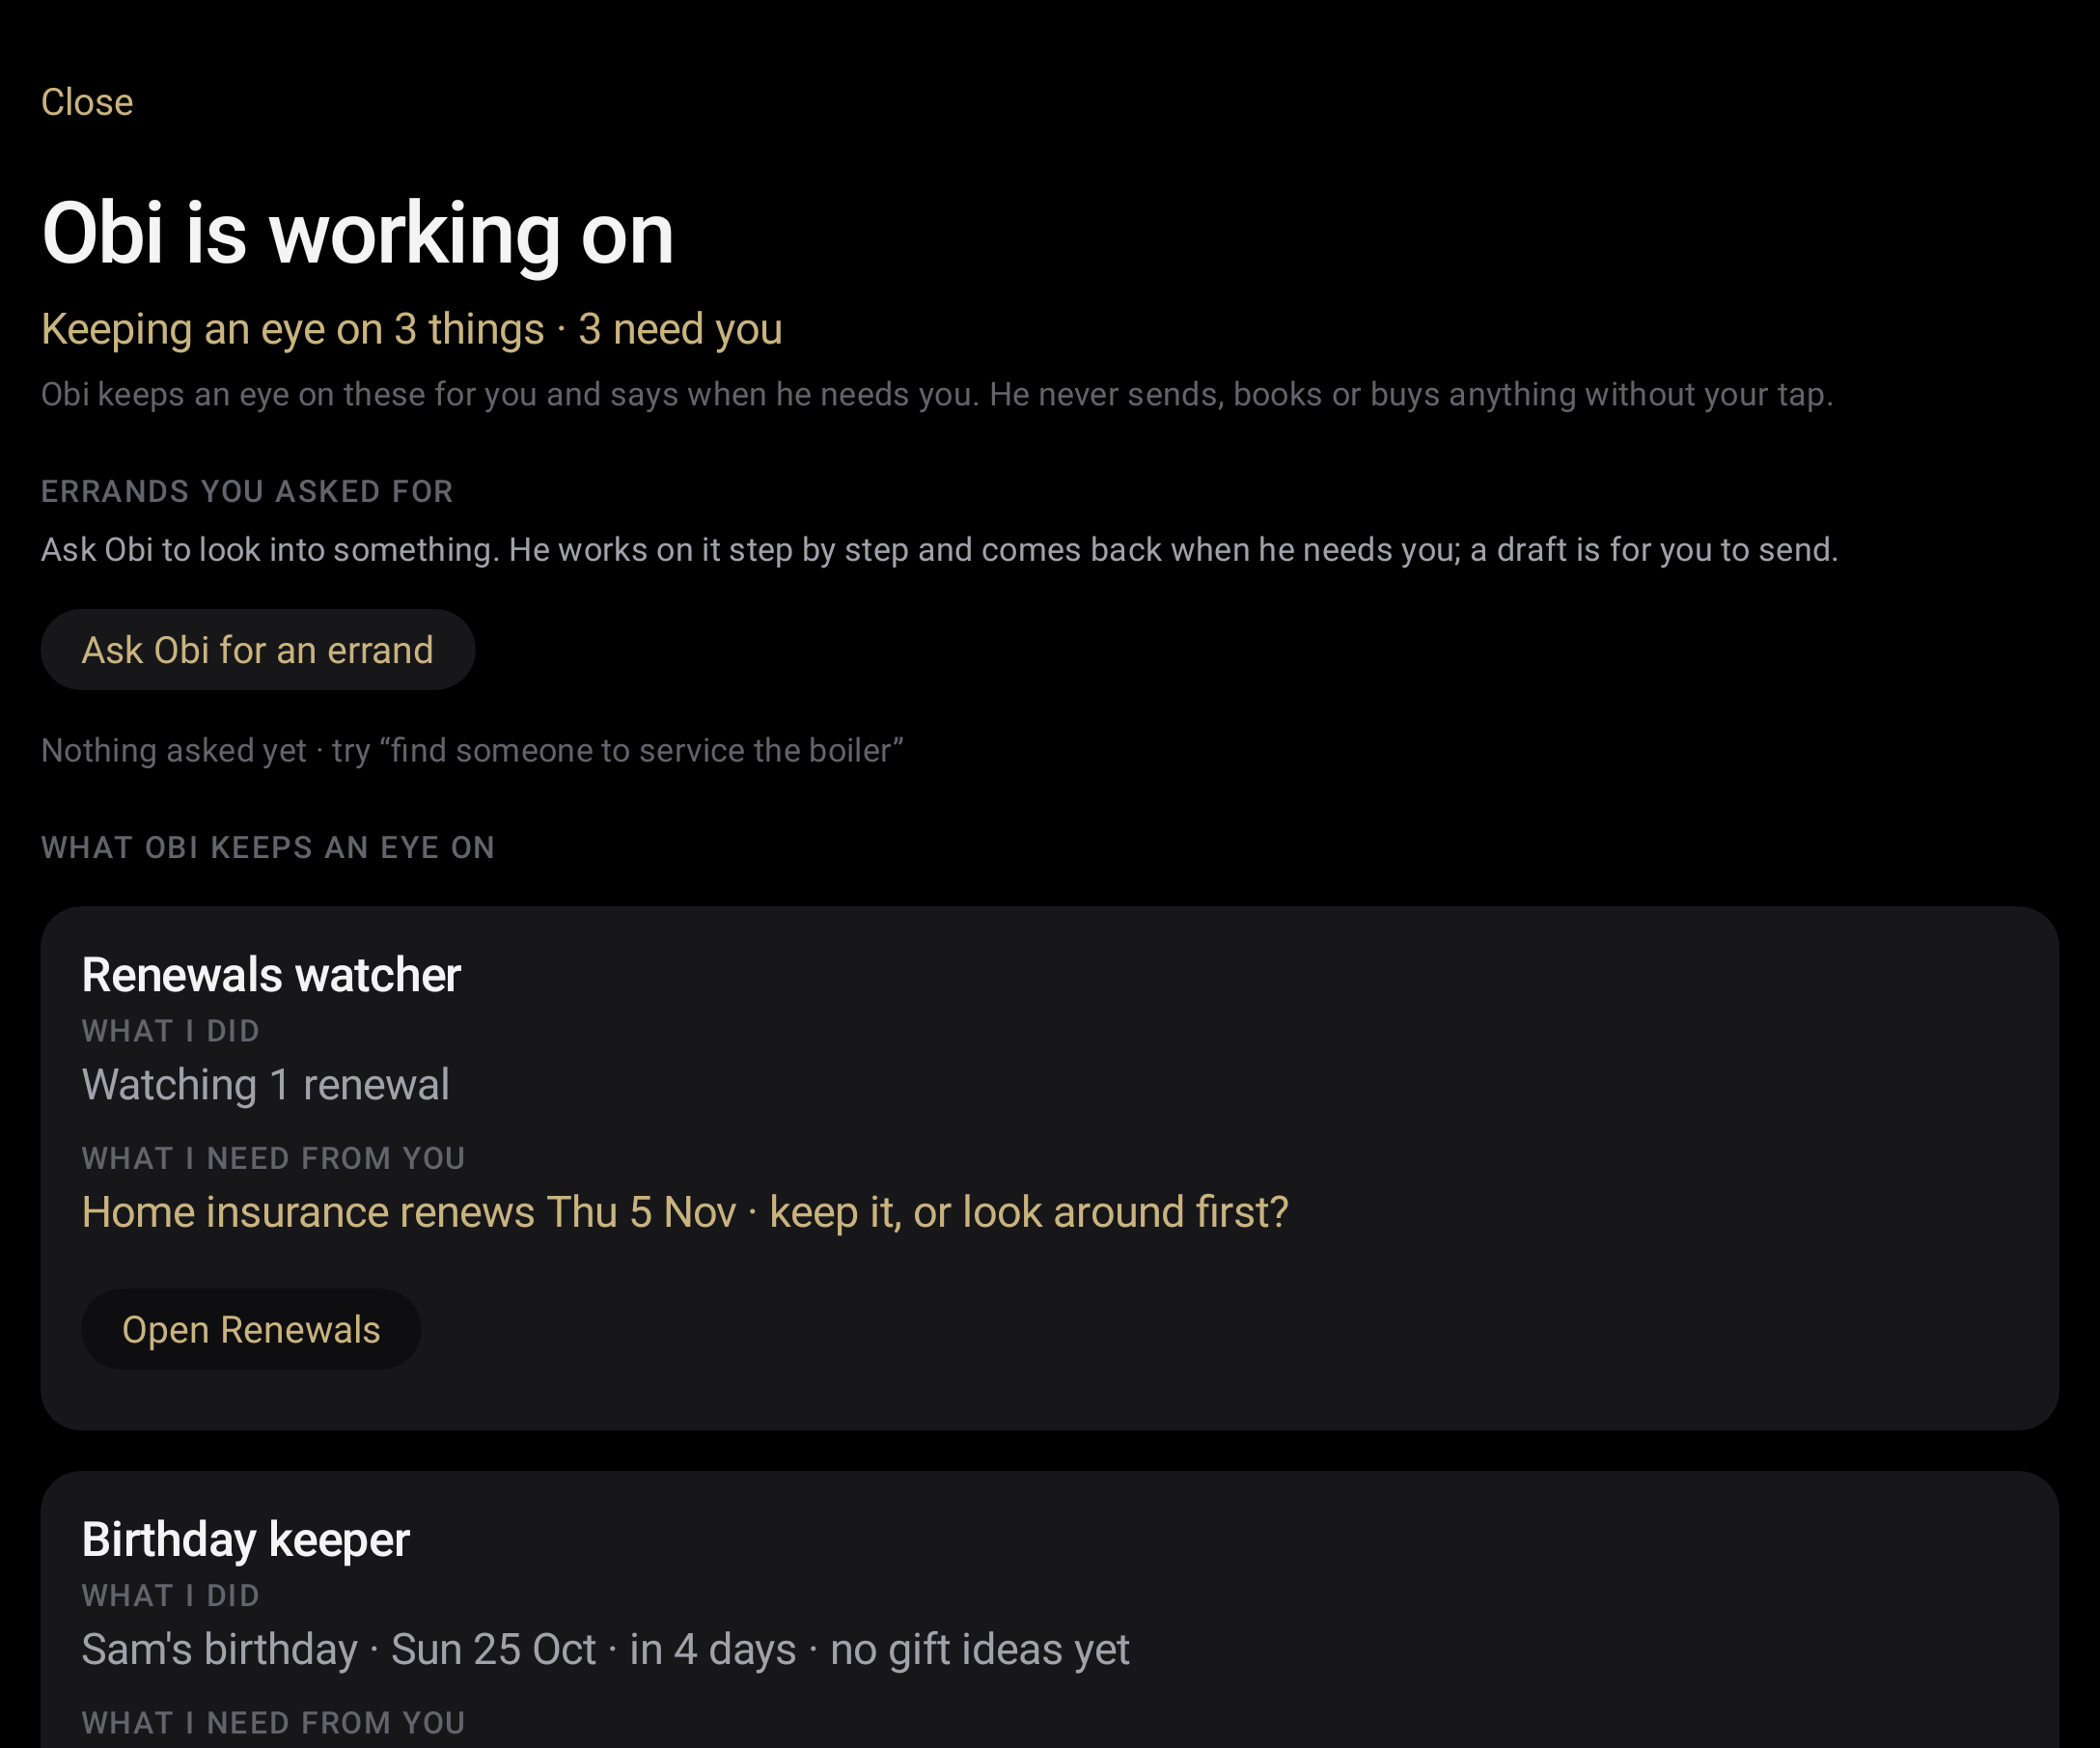 Close
Obi is working on
Keeping an eye on 3 things · 3 need you
Obi keeps an eye on these for you and says when he needs you. He never sends, books or buys anything without your tap.
ERRANDS YOU ASKED FOR
Ask Obi to look into something. He works on it step by step and comes back when he needs you; a draft is for you to send.
Ask Obi for an errand
Nothing asked yet · try “find someone to service the boiler”
WHAT OBI KEEPS AN EYE ON
Renewals watcher
WHAT I DID
Watching 1 renewal
WHAT I NEED FROM YOU
Home insurance renews Thu 5 Nov · keep it, or look around first?
Open Renewals
Birthday keeper
WHAT I DID
Sam's birthday · Sun 25 Oct · in 4 days · no gift ideas yet
WHAT I NEED FROM YOU